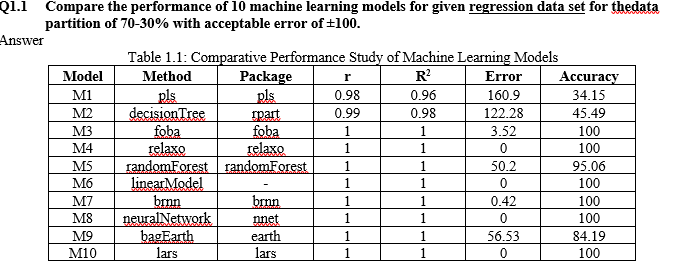 Q1.1 Compare the performance of 10 machine learning models for given regression data set for thedata
partition of 70-30% with acceptable error of ±100.
Answer
Table 1.1: Comparative Performance Study of Machine Learning Models
Model Method Package r R² Error Accuracy
M1 pls pls 0.98 0.96 160.9 34.15
M2 decisionTree rpart 0.99 0.98 122.28 45.49
M3 foba foba 1 1 3.52 100
M4 relaxo relaxo 1 1 0 100
M5 randomForest randomForest 1 1 50.2 95.06
M6 linearModel - 1 1 0 100
M7 brnn brnn 1 1 0.42 100
M8 neuralNetwork nnet 1 1 0 100
M9 bagEarth earth 1 1 56.53 84.19
M10 lars lars 1 1 0 100